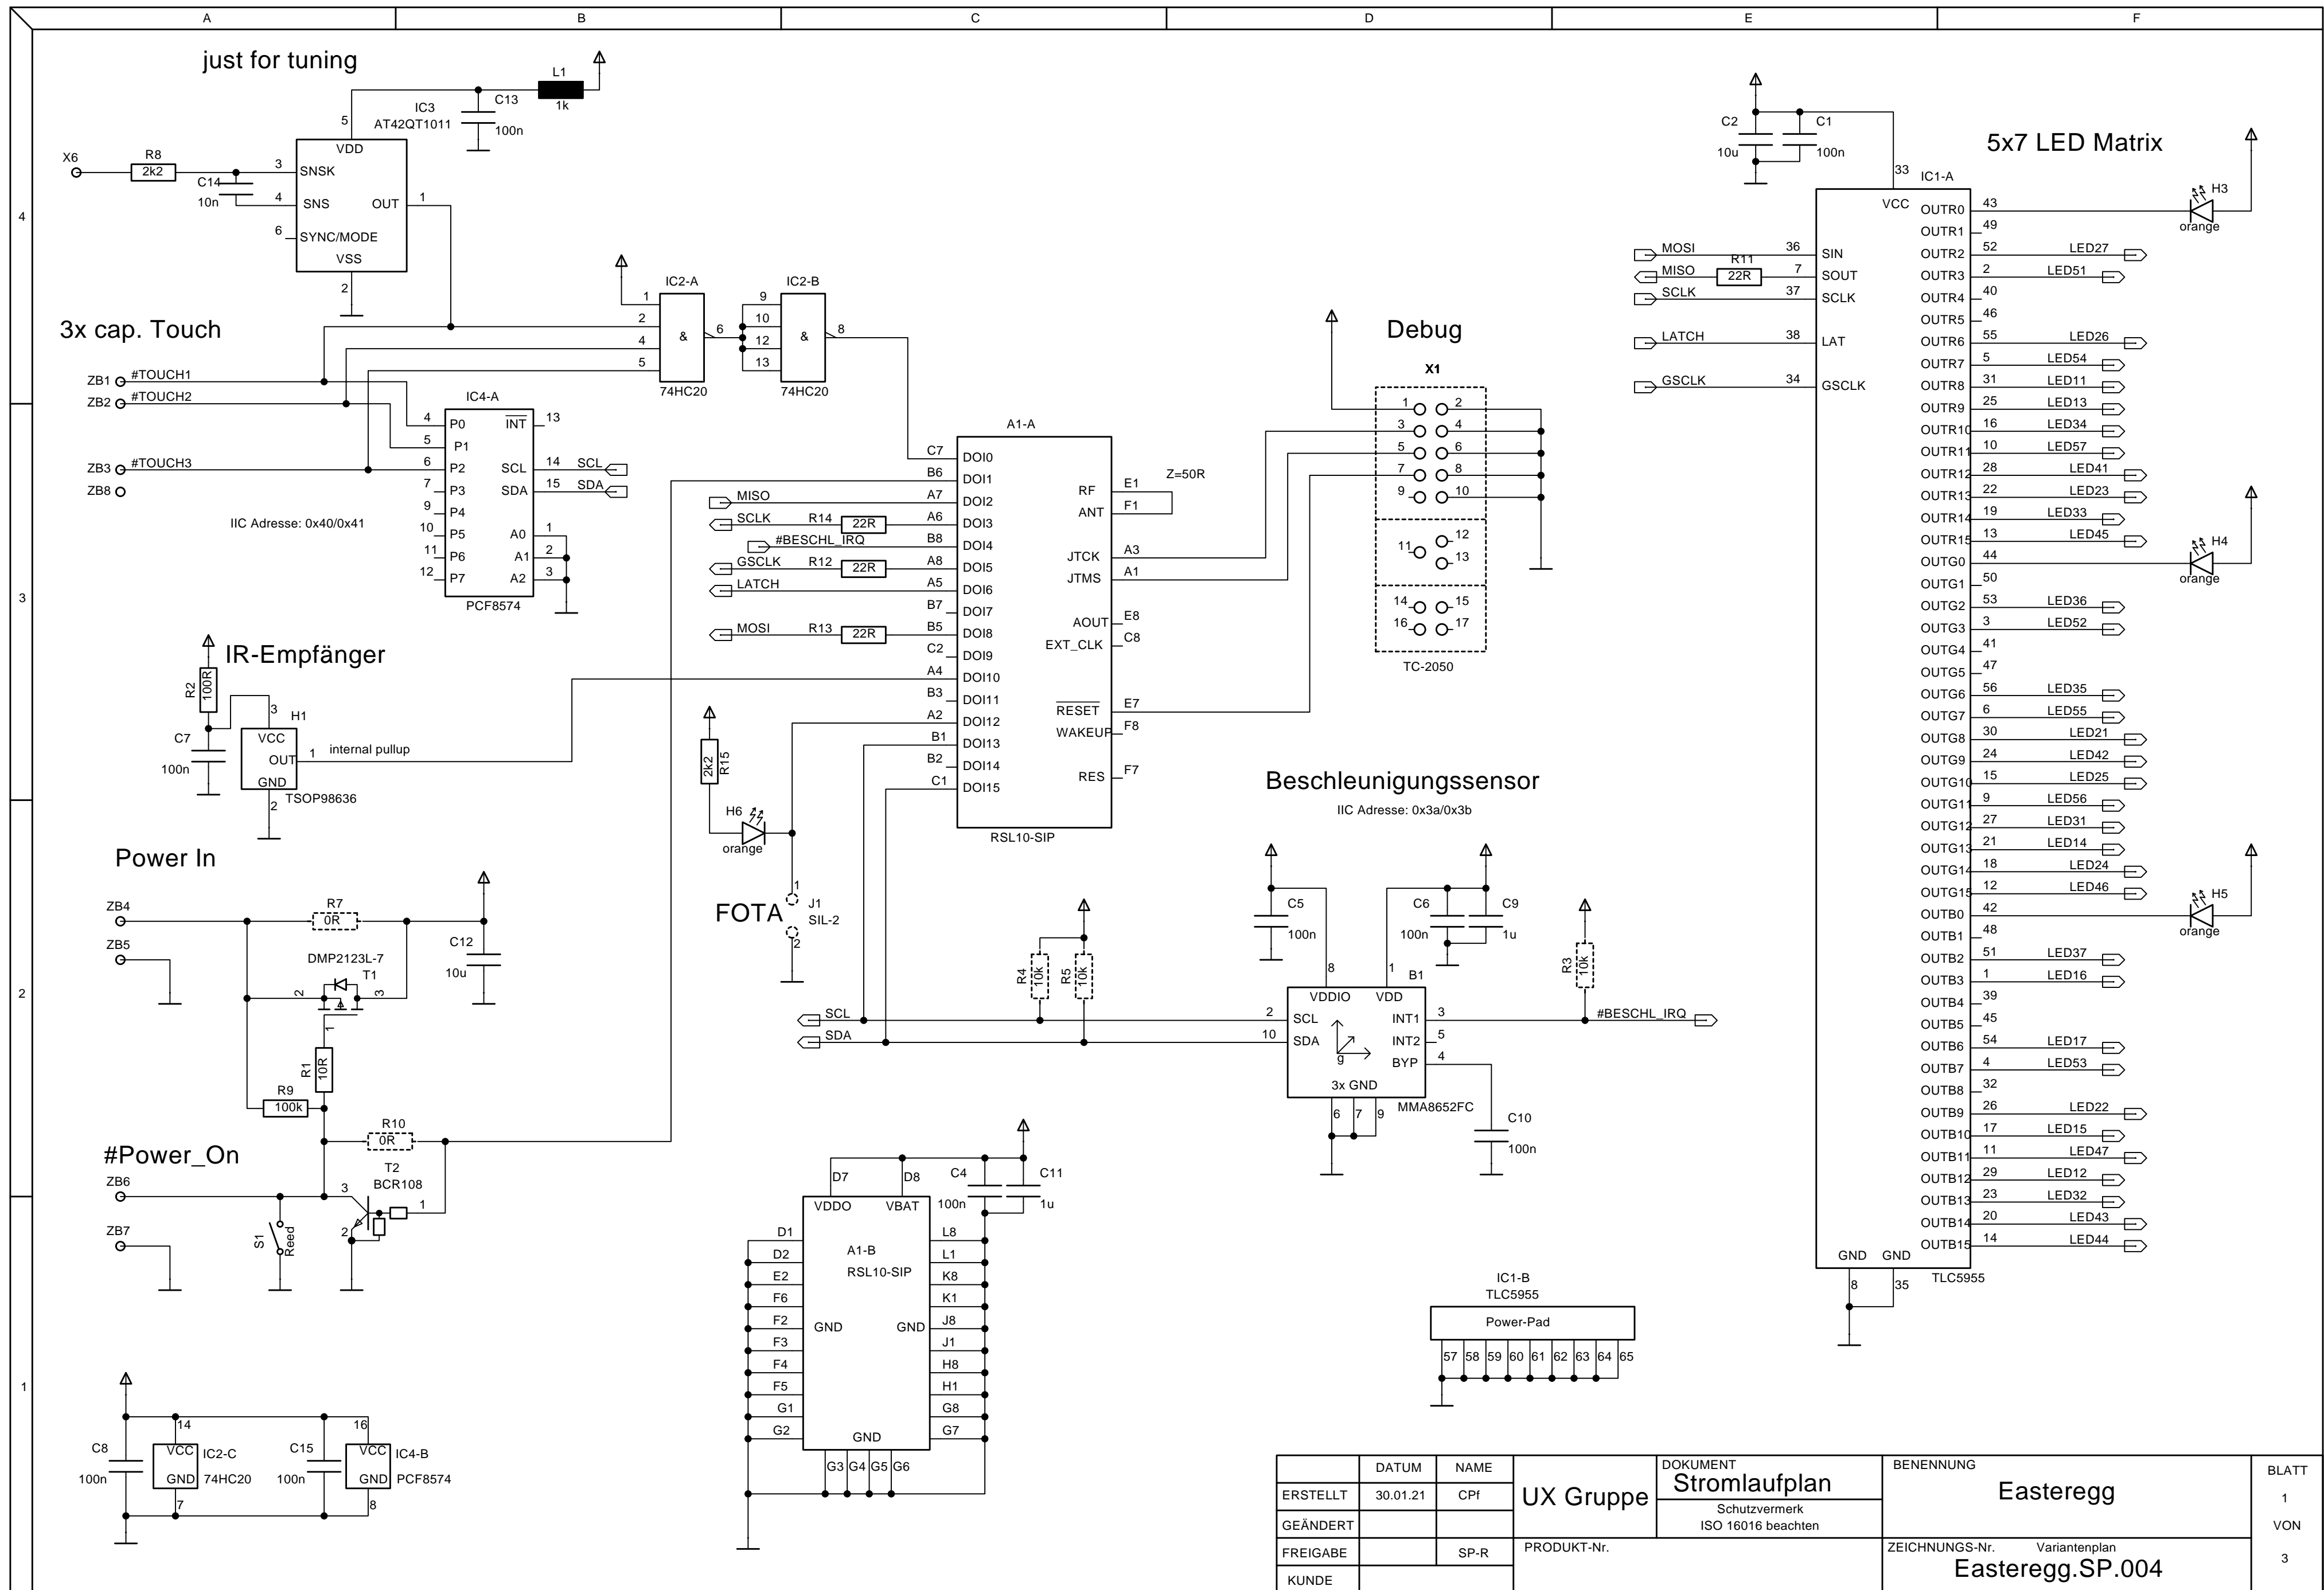 A B C D E F
4
3
2
1
just for tuning
L1
1k
C13
100n
IC3
AT42QT1011
5
VDD
X6
R8
2k2
C14
10n
3
SNSK
4
SNS
OUT
1
6
SYNC/MODE
VSS
2
3x cap. Touch
ZB1
#TOUCH1
ZB2
#TOUCH2
ZB3
#TOUCH3
ZB8
IIC Adresse: 0x40/0x41
IC4-A
4 P0 INT 13
5 P1
6 P2 SCL 14 SCL
7 P3 SDA 15 SDA
9 P4
10 P5 A0 1
11 P6 A1 2
12 P7 A2 3
PCF8574
IC2-A
1
2
4
5
&
6
74HC20
IC2-B
9
10
12
13
&
8
74HC20
IR-Empfänger
R2
100R
C7
100n
3
H1
VCC
OUT
1
internal pullup
GND
2
TSOP98636
Power In
ZB4
ZB5
R7
0R
C12
10u
DMP2123L-7
T1
2
3
1
R1
10R
R9
100k
R10
0R
#Power_On
ZB6
ZB7
T2
BCR108
3
1
2
S1
Reed
C8
100n
14
VCC
GND
7
IC2-C
74HC20
C15
100n
16
VCC
GND
8
IC4-B
PCF8574
A1-A
C7 DOI0
B6 DOI1
MISO A7 DOI2
SCLK R14 22R A6 DOI3
#BESCHL_IRQ B8 DOI4
GSCLK R12 22R A8 DOI5
LATCH A5 DOI6
B7 DOI7
MOSI R13 22R B5 DOI8
C2 DOI9
A4 DOI10
B3 DOI11
A2 DOI12
B1 DOI13
B2 DOI14
C1 DOI15
RF E1
Z=50R
ANT F1
JTCK A3
JTMS A1
AOUT E8
EXT_CLK C8
RESET E7
WAKEUP F8
RES F7
RSL10-SIP
2k2
R15
H6
orange
FOTA
1
J1
SIL-2
2
Debug
X1
1 2
3 4
5 6
7 8
9 10
11 12
13
14 15
16 17
TC-2050
Beschleunigungssensor
IIC Adresse: 0x3a/0x3b
C5
100n
C6
100n
C9
1u
R4
10k
R5
10k
R3
10k
8
1
B1
VDDIO VDD
SCL 2 SCL
SDA 10 SDA
INT1 3
#BESCHL_IRQ
INT2 5
BYP 4
g
3x GND
6 7 9
MMA8652FC
C10
100n
C4
100n
C11
1u
D7 D8
VDDO VBAT
A1-B
RSL10-SIP
D1 L8
D2 L1
E2 K8
F6 K1
F2 GND GND J8
F3 J1
F4 H8
F5 H1
G1 G8
G2 G7
GND
G3 G4 G5 G6
C2
10u
C1
100n
5x7 LED Matrix
33
IC1-A
VCC
MOSI 36 SIN
MISO R11 22R 7 SOUT
SCLK 37 SCLK
LATCH 38 LAT
GSCLK 34 GSCLK
OUTR0 43 H3
orange
OUTR1 49
OUTR2 52 LED27
OUTR3 2 LED51
OUTR4 40
OUTR5 46
OUTR6 55 LED26
OUTR7 5 LED54
OUTR8 31 LED11
OUTR9 25 LED13
OUTR10 16 LED34
OUTR11 10 LED57
OUTR12 28 LED41
OUTR13 22 LED23
OUTR14 19 LED33
OUTR15 13 LED45
OUTG0 44 H4
orange
OUTG1 50
OUTG2 53 LED36
OUTG3 3 LED52
OUTG4 41
OUTG5 47
OUTG6 56 LED35
OUTG7 6 LED55
OUTG8 30 LED21
OUTG9 24 LED42
OUTG10 15 LED25
OUTG11 9 LED56
OUTG12 27 LED31
OUTG13 21 LED14
OUTG14 18 LED24
OUTG15 12 LED46
OUTB0 42 H5
orange
OUTB1 48
OUTB2 51 LED37
OUTB3 1 LED16
OUTB4 39
OUTB5 45
OUTB6 54 LED17
OUTB7 4 LED53
OUTB8 32
OUTB9 26 LED22
OUTB10 17 LED15
OUTB11 11 LED47
OUTB12 29 LED12
OUTB13 23 LED32
OUTB14 20 LED43
OUTB15 14 LED44
GND GND
8 35
TLC5955
IC1-B
TLC5955
Power-Pad
57 58 59 60 61 62 63 64 65
DATUM NAME
ERSTELLT 30.01.21 CPf
GEÄNDERT
FREIGABE SP-R
KUNDE
UX Gruppe
DOKUMENT
Stromlaufplan
Schutzvermerk
ISO 16016 beachten
PRODUKT-Nr.
BENENNUNG
Easteregg
ZEICHNUNGS-Nr. Variantenplan
Easteregg.SP.004
BLATT
1
VON
3